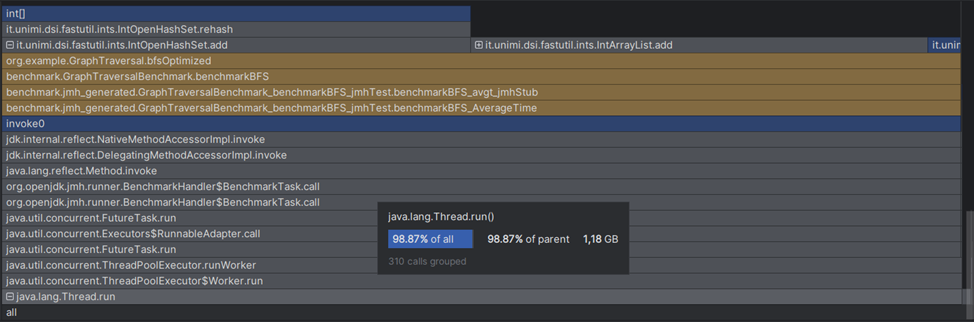 int[]
it.unimi.dsi.fastutil.ints.IntOpenHashSet.rehash
it.unimi.dsi.fastutil.ints.IntOpenHashSet.add it.unimi.dsi.fastutil.ints.IntArrayList.add it.uni
org.example.GraphTraversal.bfsOptimized
benchmark.GraphTraversalBenchmark.benchmarkBFS
benchmark.jmh_generated.GraphTraversalBenchmark_benchmarkBFS_jmhTest.benchmarkBFS_avgt_jmhStub
benchmark.jmh_generated.GraphTraversalBenchmark_benchmarkBFS_jmhTest.benchmarkBFS_AverageTime
invoke0
jdk.internal.reflect.NativeMethodAccessorImpl.invoke
jdk.internal.reflect.DelegatingMethodAccessorImpl.invoke
java.lang.reflect.Method.invoke
org.openjdk.jmh.runner.BenchmarkHandler$BenchmarkTask.call
org.openjdk.jmh.runner.BenchmarkHandler$BenchmarkTask.call
java.util.concurrent.FutureTask.run
java.util.concurrent.Executors$RunnableAdapter.call
java.util.concurrent.FutureTask.run
java.util.concurrent.ThreadPoolExecutor.runWorker
java.util.concurrent.ThreadPoolExecutor$Worker.run
java.lang.Thread.run
all
java.lang.Thread.run()
98.87% of all 98.87% of parent 1,18 GB
310 calls grouped